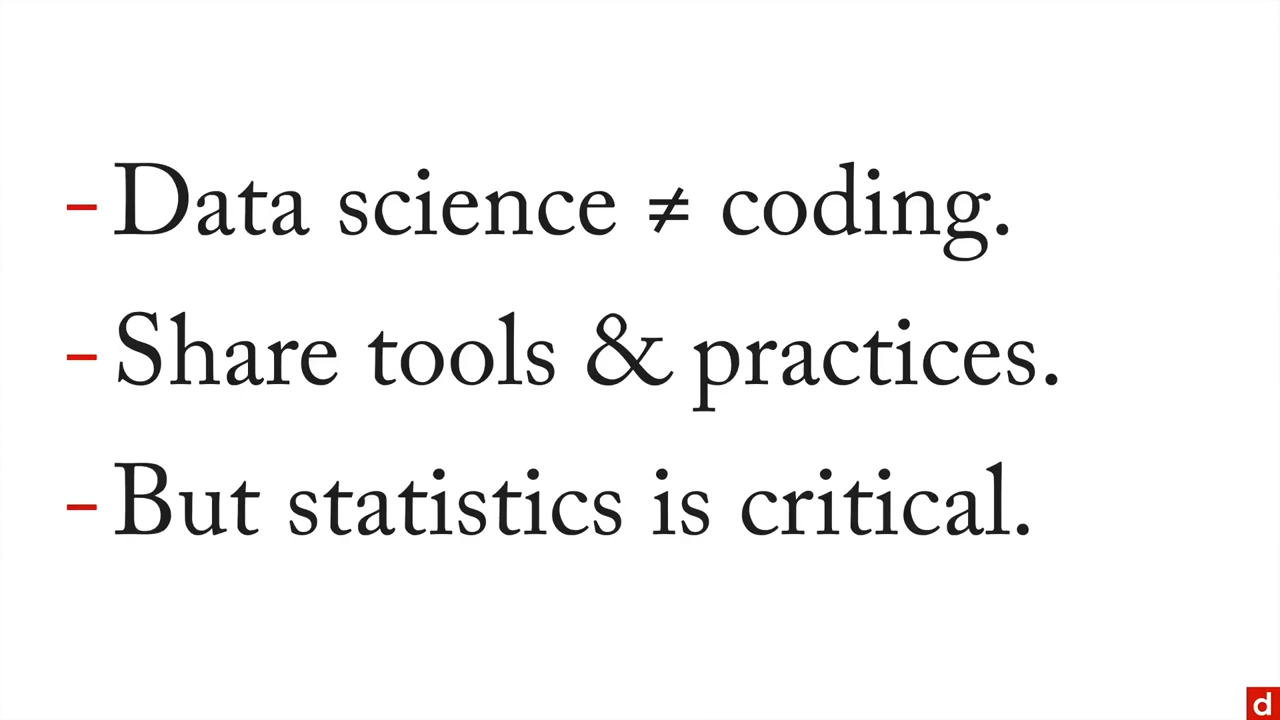 - Data science ≠ coding.
- Share tools & practices.
- But statistics is critical.
d